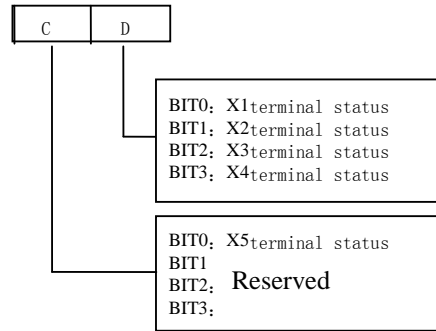 C D
BIT0：X1terminal status
BIT1：X2terminal status
BIT2：X3terminal status
BIT3：X4terminal status
BIT0：X5terminal status
BIT1
BIT2： Reserved
BIT3：